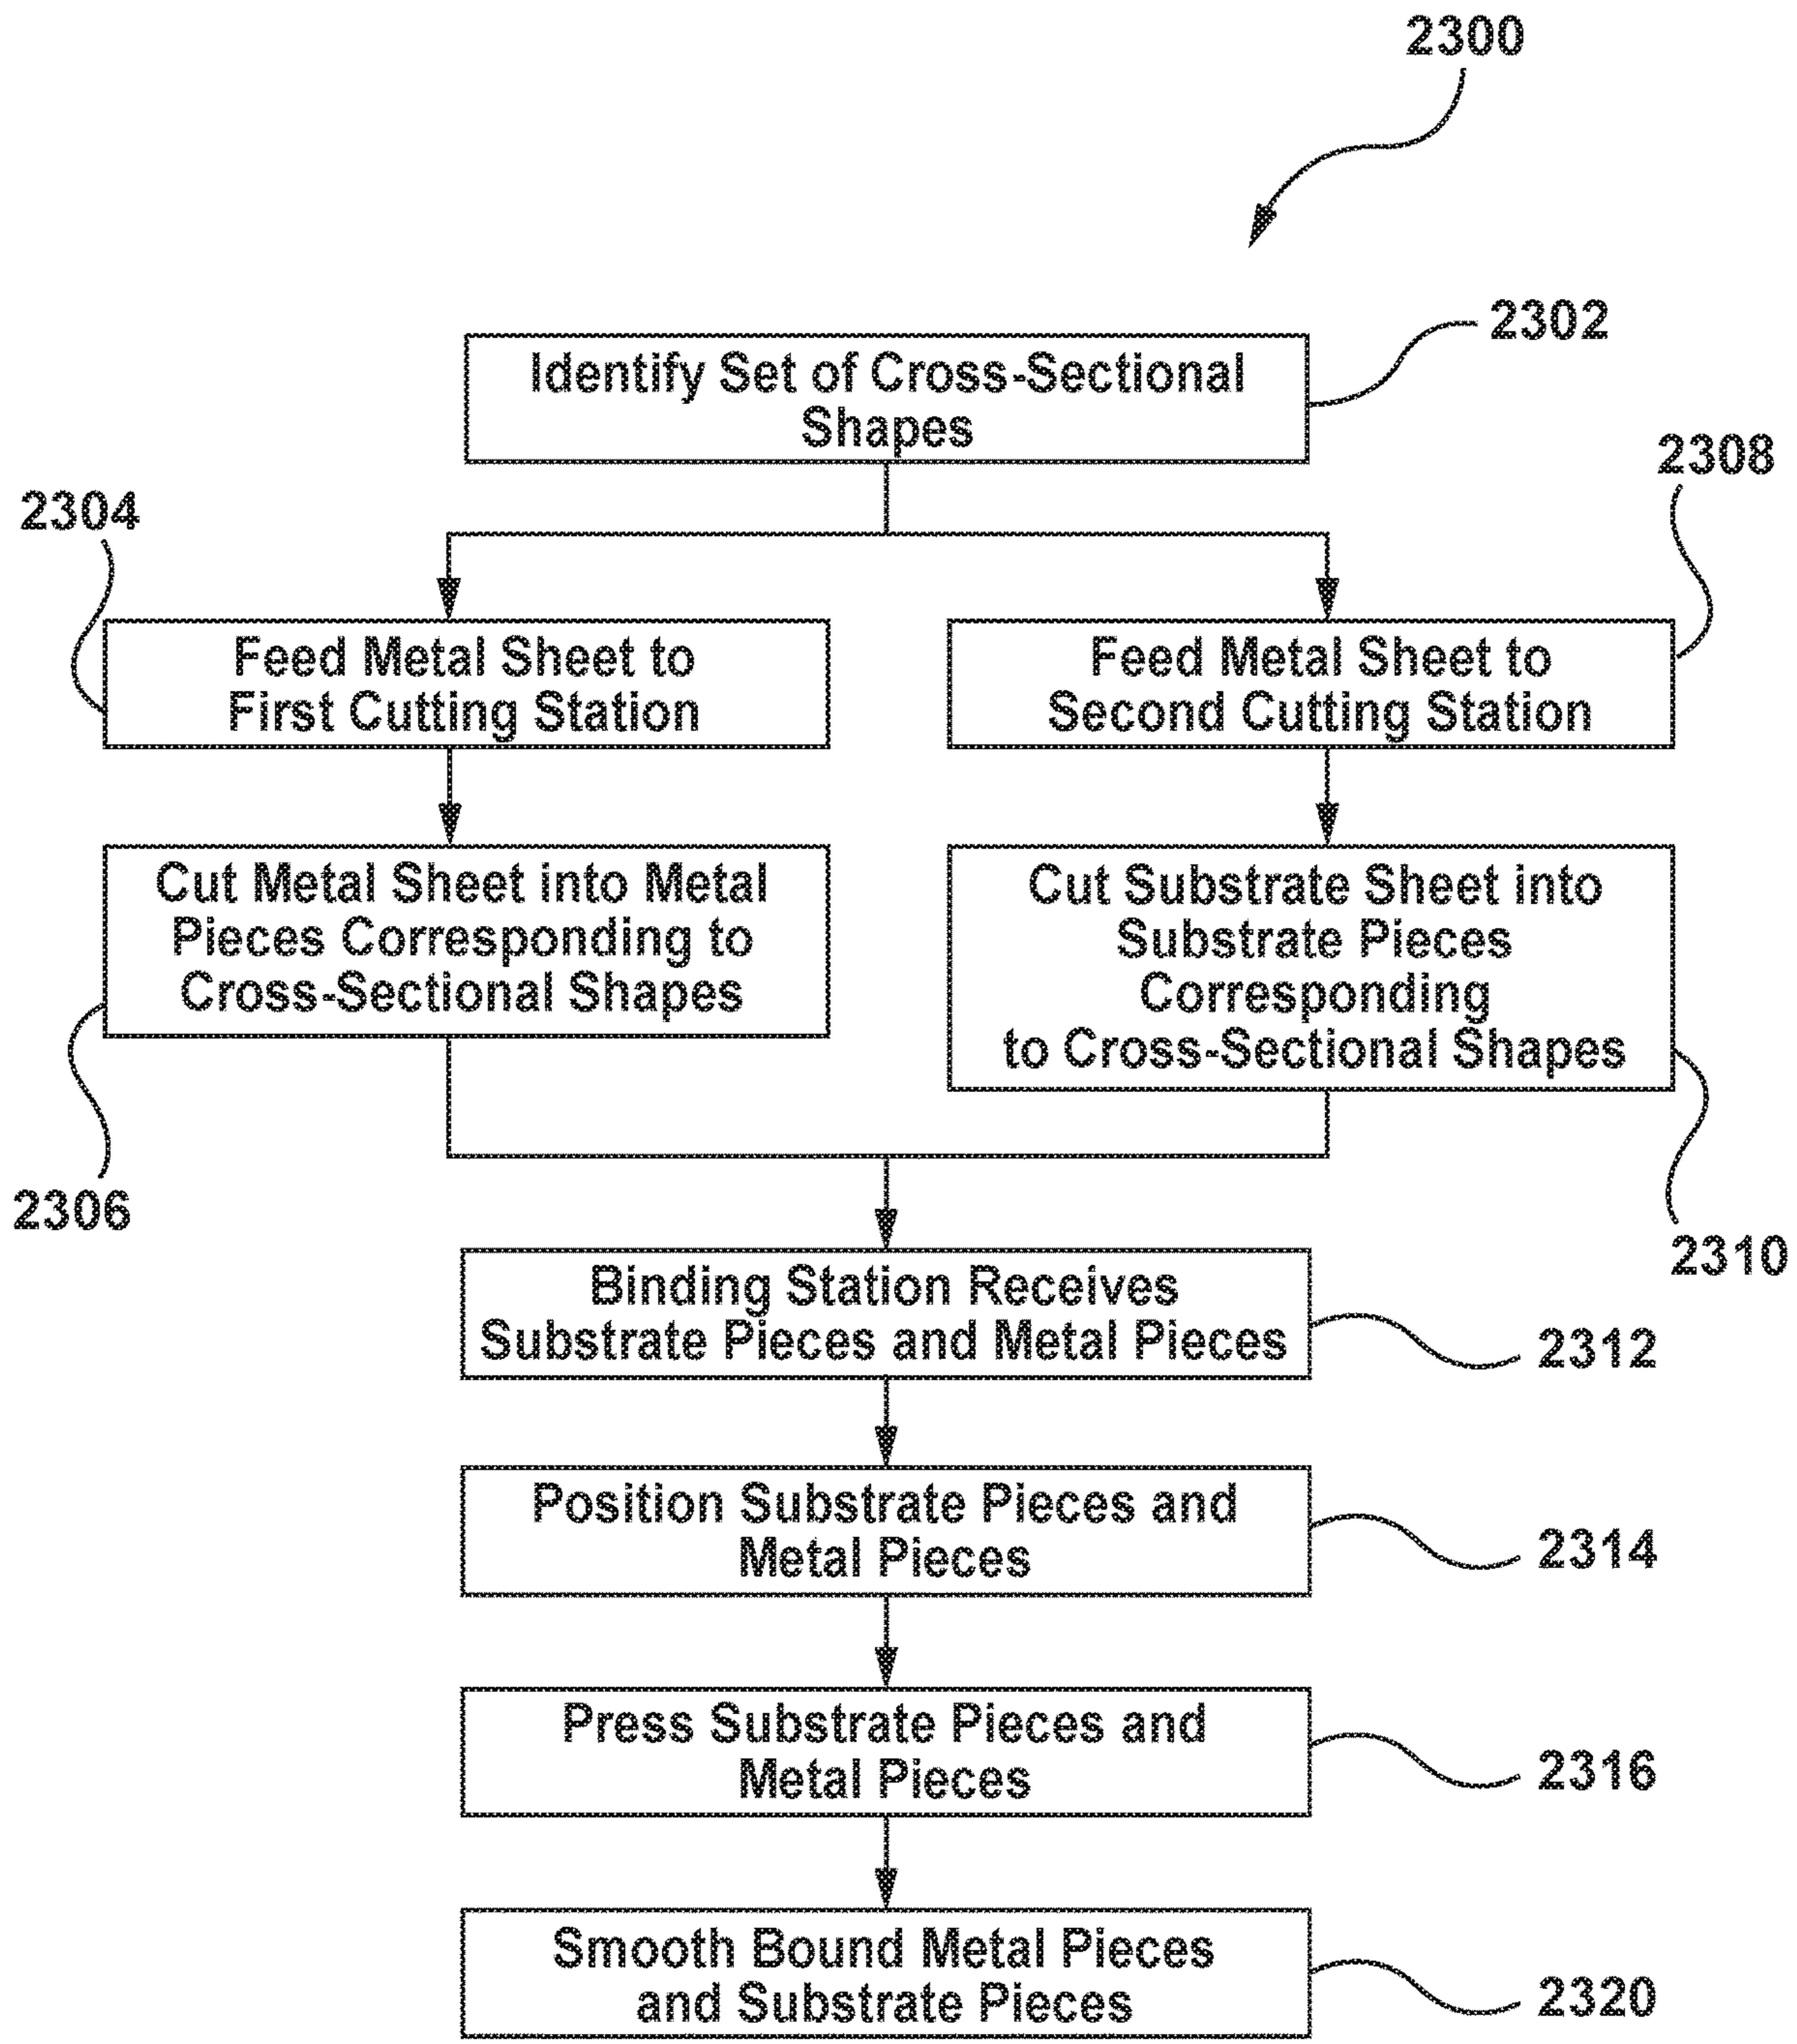 2300
2302
Identify Set of Cross-Sectional
Shapes
2304
2308
Feed Metal Sheet to
First Cutting Station
Feed Metal Sheet to
Second Cutting Station
Cut Metal Sheet into Metal
Pieces Corresponding to
Cross-Sectional Shapes
Cut Substrate Sheet into
Substrate Pieces
Corresponding
to Cross-Sectional Shapes
2306
2310
Binding Station Receives
Substrate Pieces and Metal Pieces
2312
Position Substrate Pieces and
Metal Pieces
2314
Press Substrate Pieces and
Metal Pieces
2316
Smooth Bound Metal Pieces
and Substrate Pieces
2320